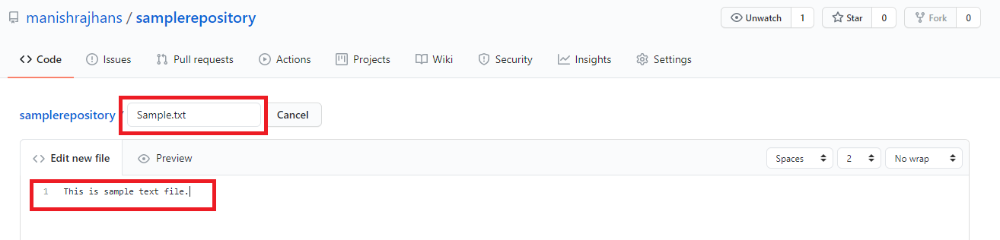 manishrajhans / samplerepository Unwatch 1 Star 0 Fork 0
Code Issues Pull requests Actions Projects Wiki Security Insights Settings
samplerepository / Sample.txt Cancel
Edit new file Preview Spaces 2 No wrap
1 This is sample text file.